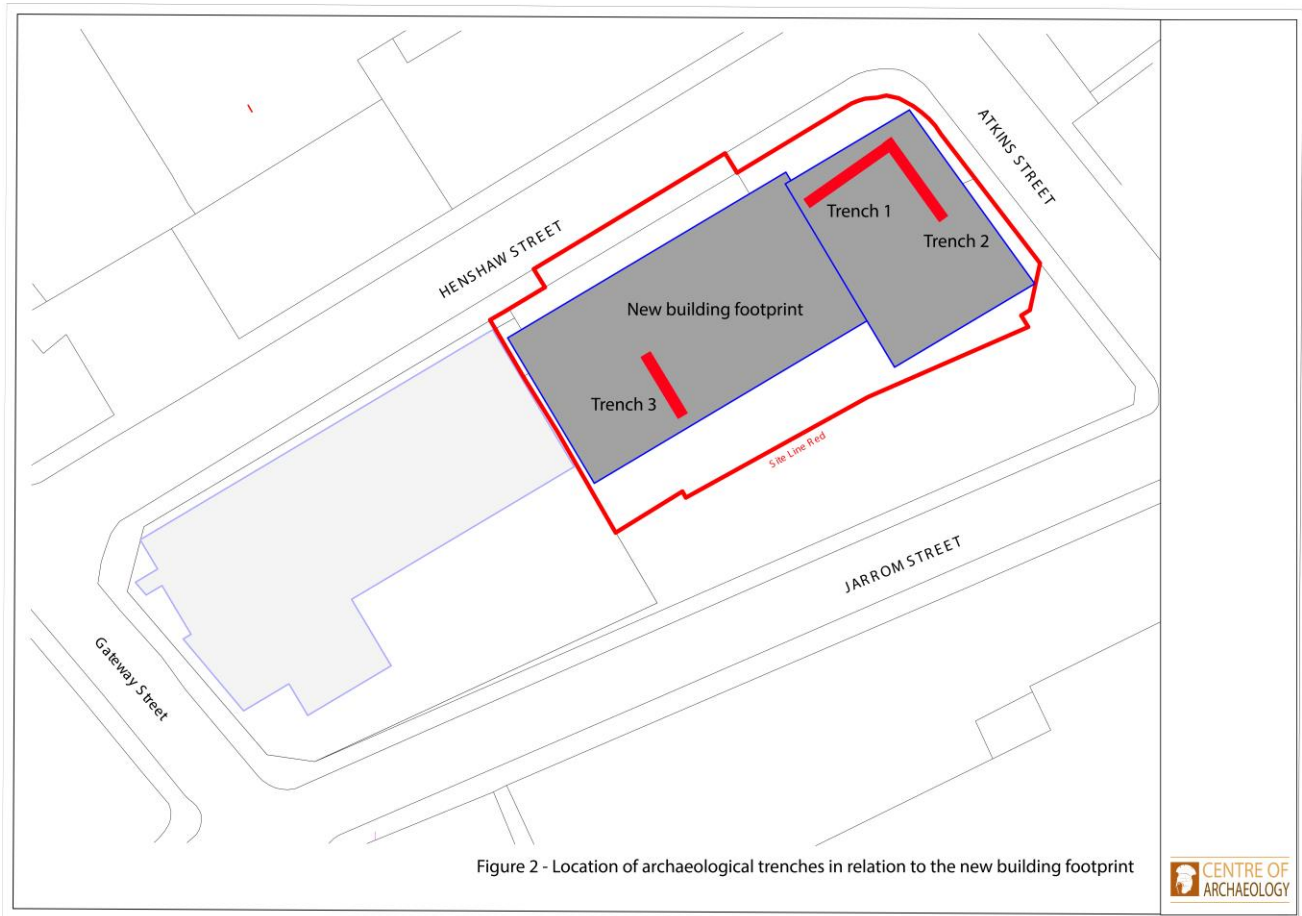 ATKINS STREET
Trench 1
Trench 2
HENSHAW STREET
New building footprint
Trench 3
Site Line Red
JARROM STREET
Gateway Street
Figure 2 - Location of archaeological trenches in relation to the new building footprint
CENTRE OF
ARCHAEOLOGY